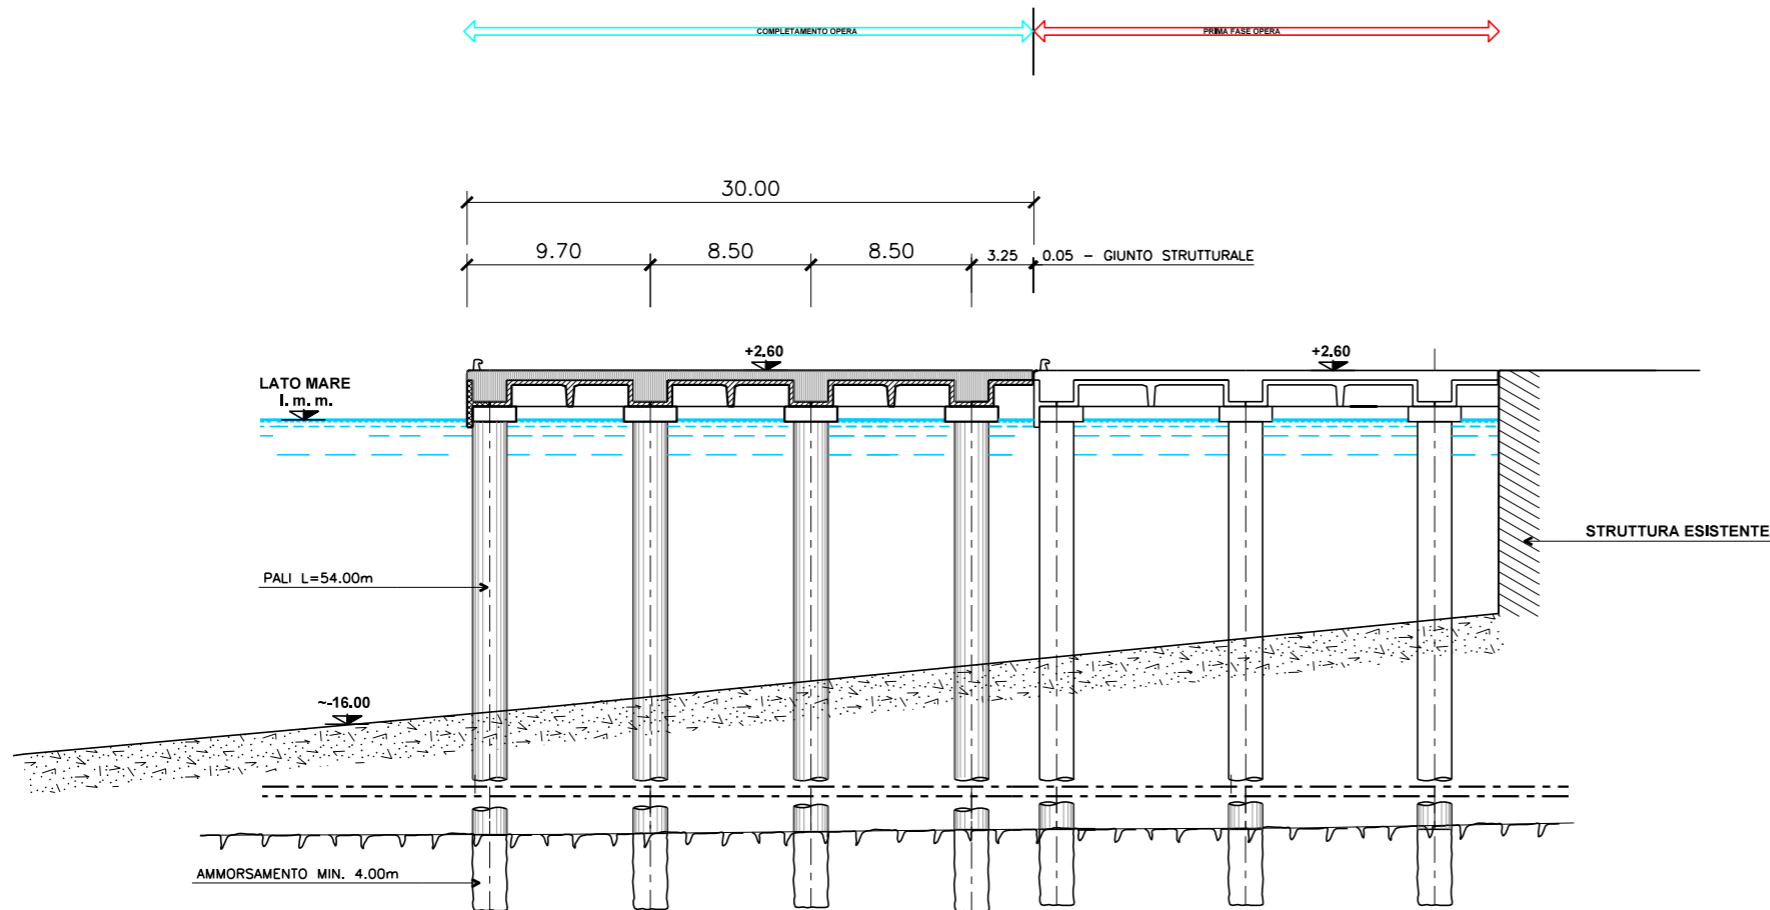 COMPLETAMENTO OPERA
PRIMA FASE OPERA
30.00
9.70
8.50
8.50
3.25
0.05 - GIUNTO STRUTTURALE
+2.60
+2.60
LATO MARE
l. m. m.
STRUTTURA ESISTENTE
PALI L=54.00m
~-16.00
AMMORSAMENTO MIN. 4.00m